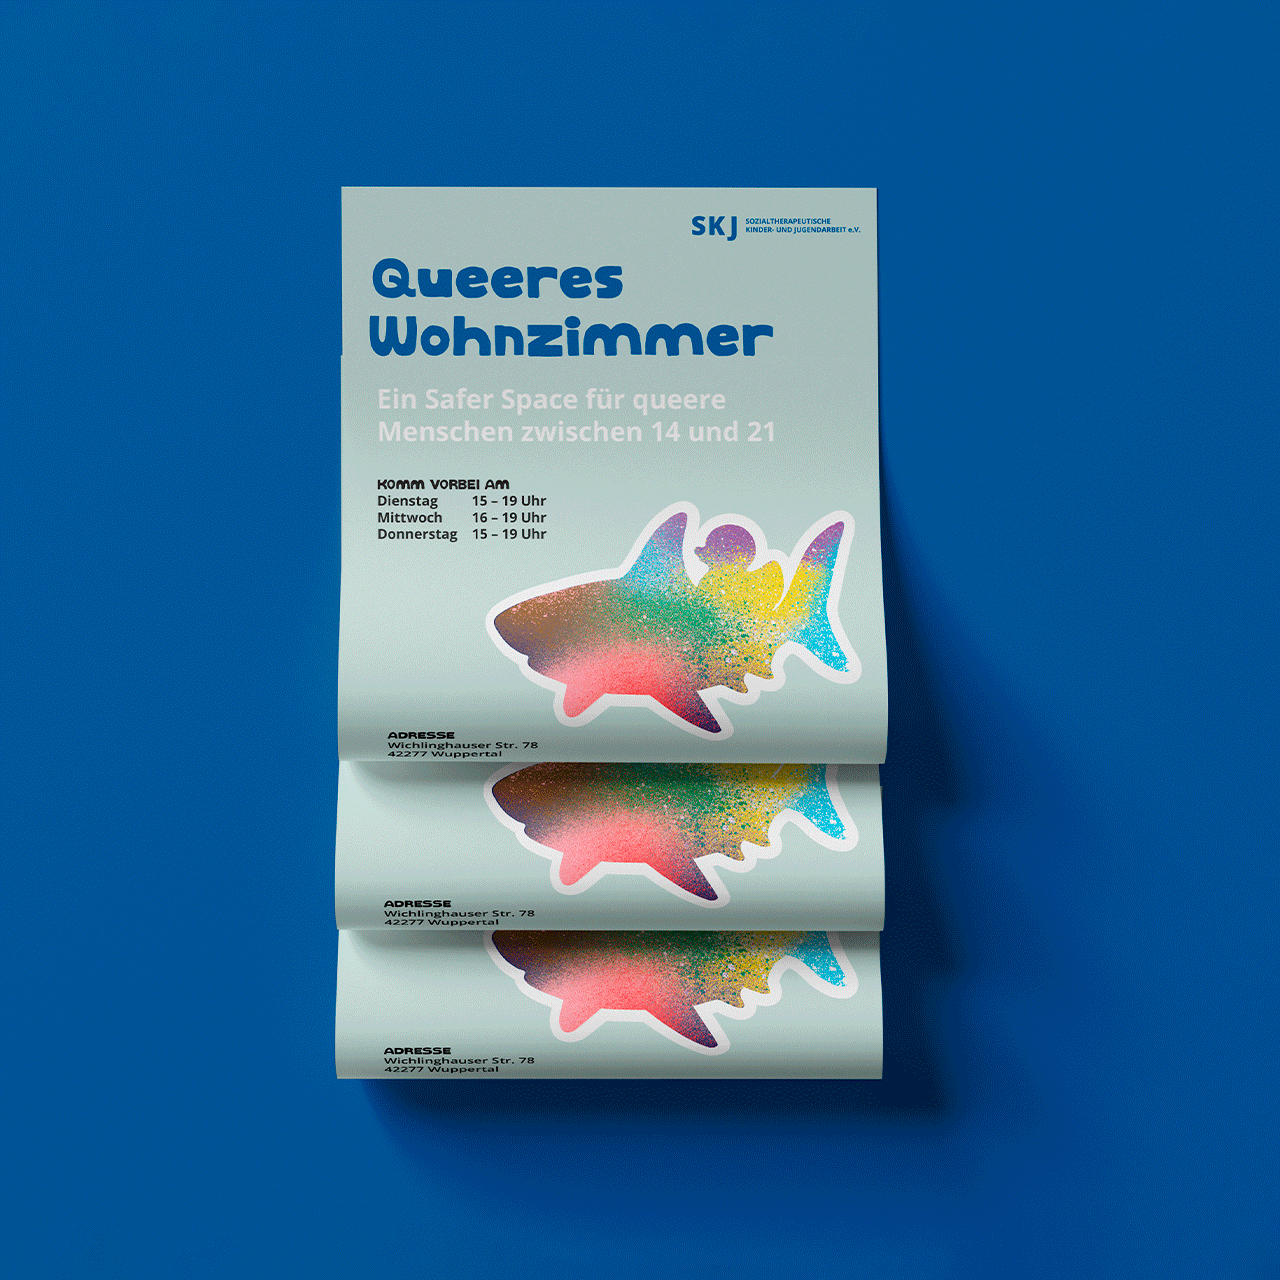 SKJ SOZIALTHERAPEUTISCHE
KINDER- UND JUGENDARBEIT e.V.
Queeres
Wohnzimmer
Ein Safer Space für queere
Menschen zwischen 14 und 21
KOMM VORBEI AM
Dienstag 15 – 19 Uhr
Mittwoch 16 – 19 Uhr
Donnerstag 15 – 19 Uhr
ADRESSE
Wichlinghauser Str. 78
42277 Wuppertal
ADRESSE
Wichlinghauser Str. 78
42277 Wuppertal
ADRESSE
Wichlinghauser Str. 78
42277 Wuppertal